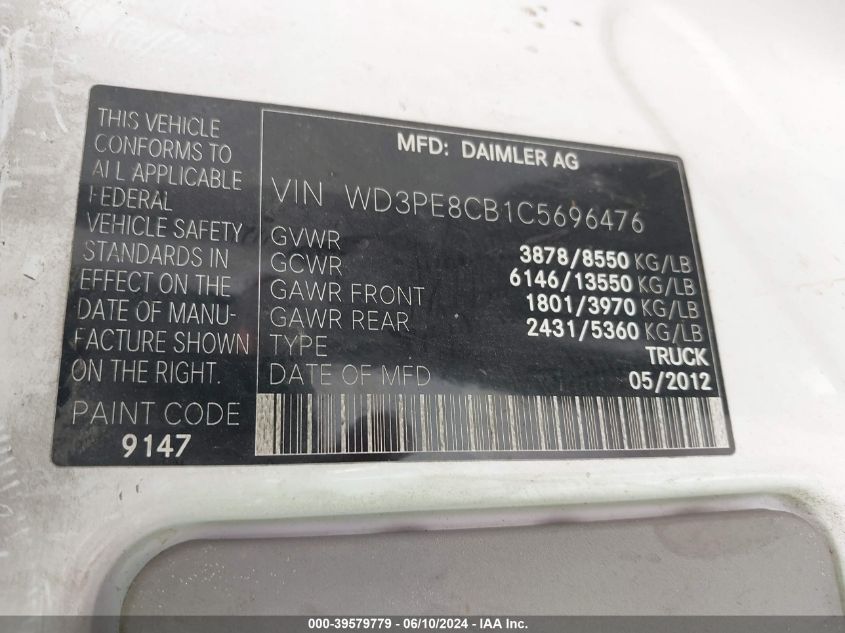 THIS VEHICLE
CONFORMS TO
ALL APPLICABLE
FEDERAL
VEHICLE SAFETY
STANDARDS IN
EFFECT ON THE
DATE OF MANU-
FACTURE SHOWN
ON THE RIGHT.
PAINT CODE
9147
MFD: DAIMLER AG
VIN WD3PE8CB1C5696476
GVWR 3878/8550 KG/LB
GCWR 6146/13550 KG/LB
GAWR FRONT 1801/3970 KG/LB
GAWR REAR 2431/5360 KG/LB
TYPE TRUCK
DATE OF MFD 05/2012
000-39579779 / 06/10/2024 - IAA Inc.